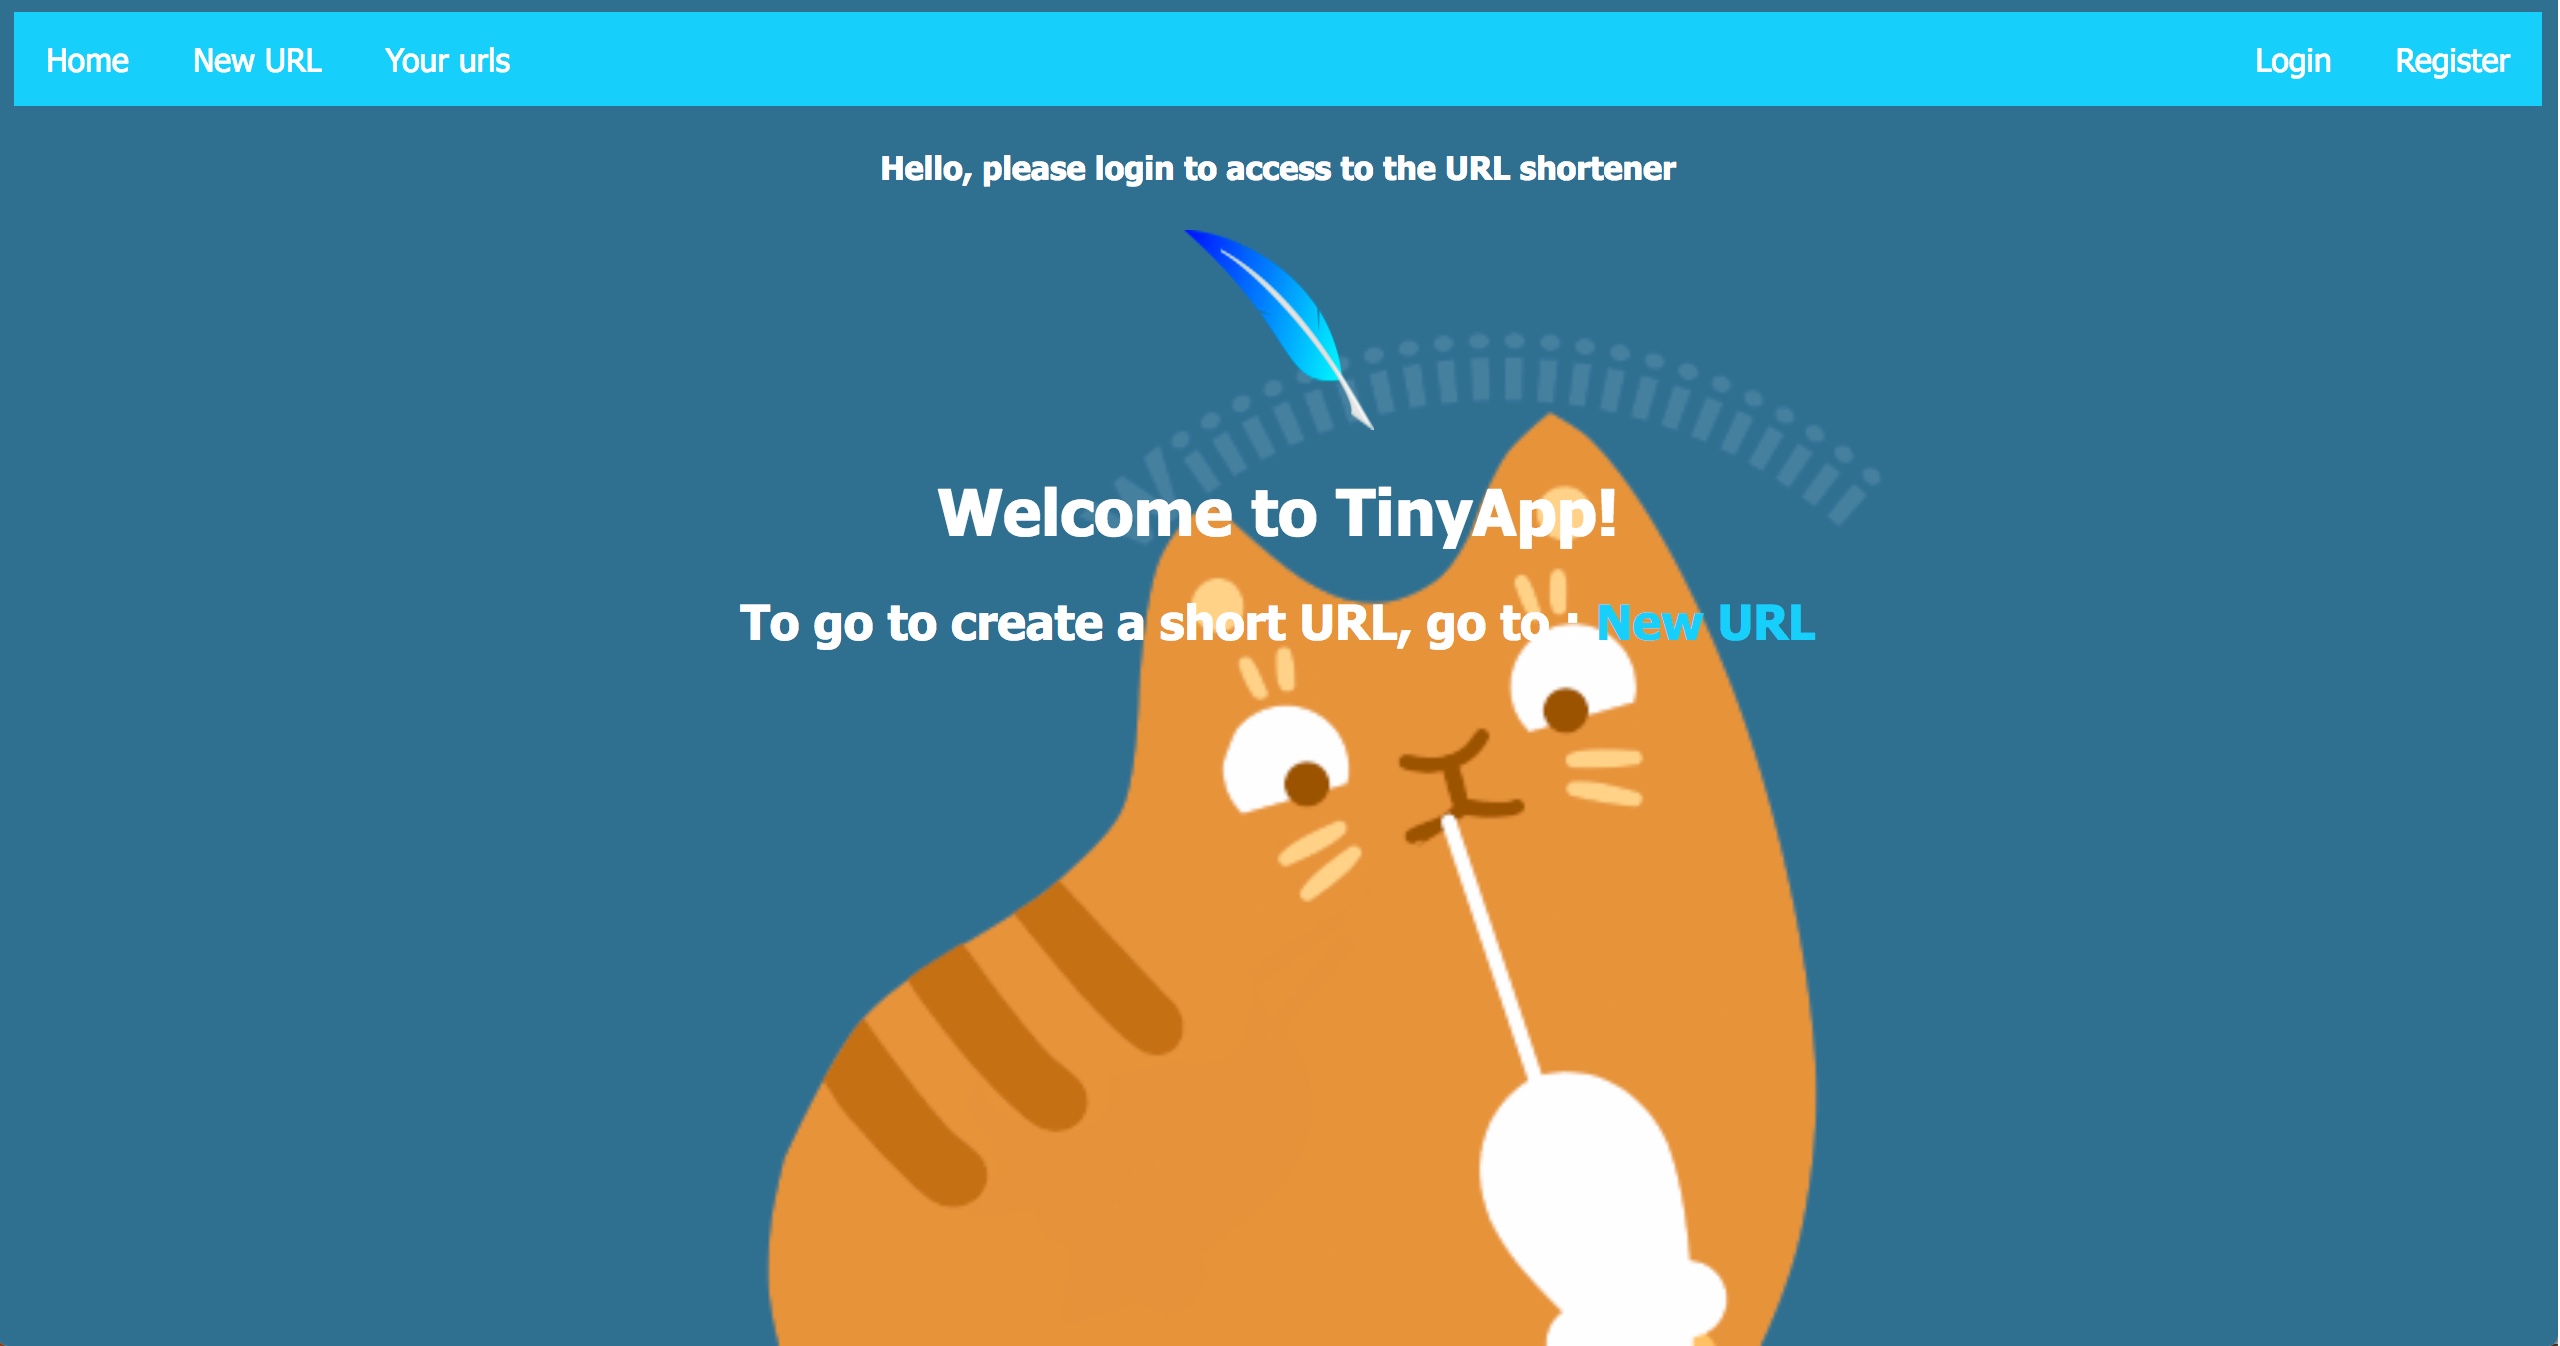 Home New URL Your urls Login Register
Hello, please login to access to the URL shortener
Welcome to TinyApp!
To go to create a short URL, go to : New URL